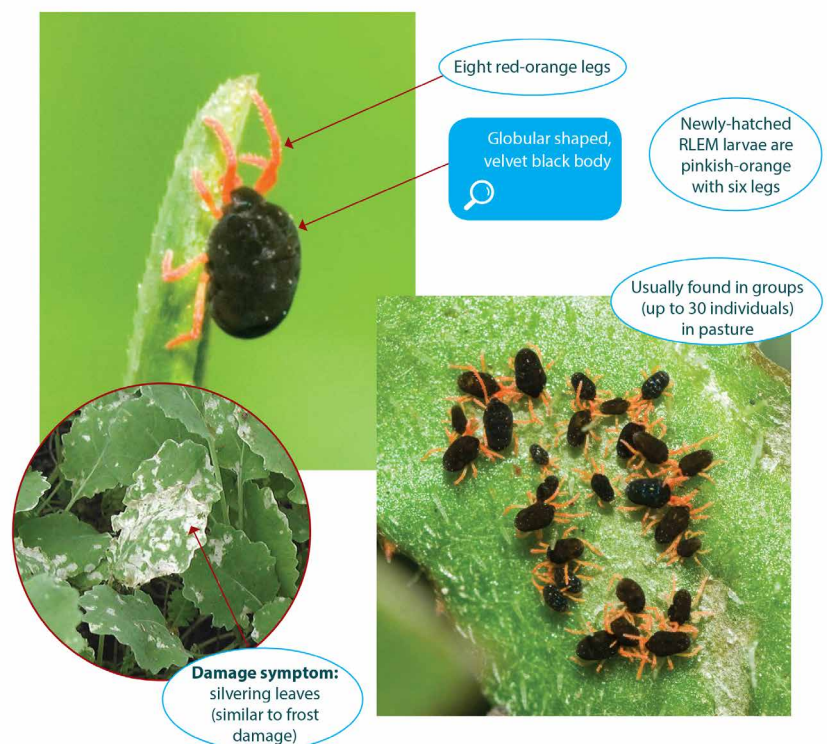 Eight red-orange legs
Globular shaped,
velvet black body
Newly-hatched
RLEM larvae are
pinkish-orange
with six legs
Usually found in groups
(up to 30 individuals)
in pasture
Damage symptom:
silvering leaves
(similar to frost
damage)